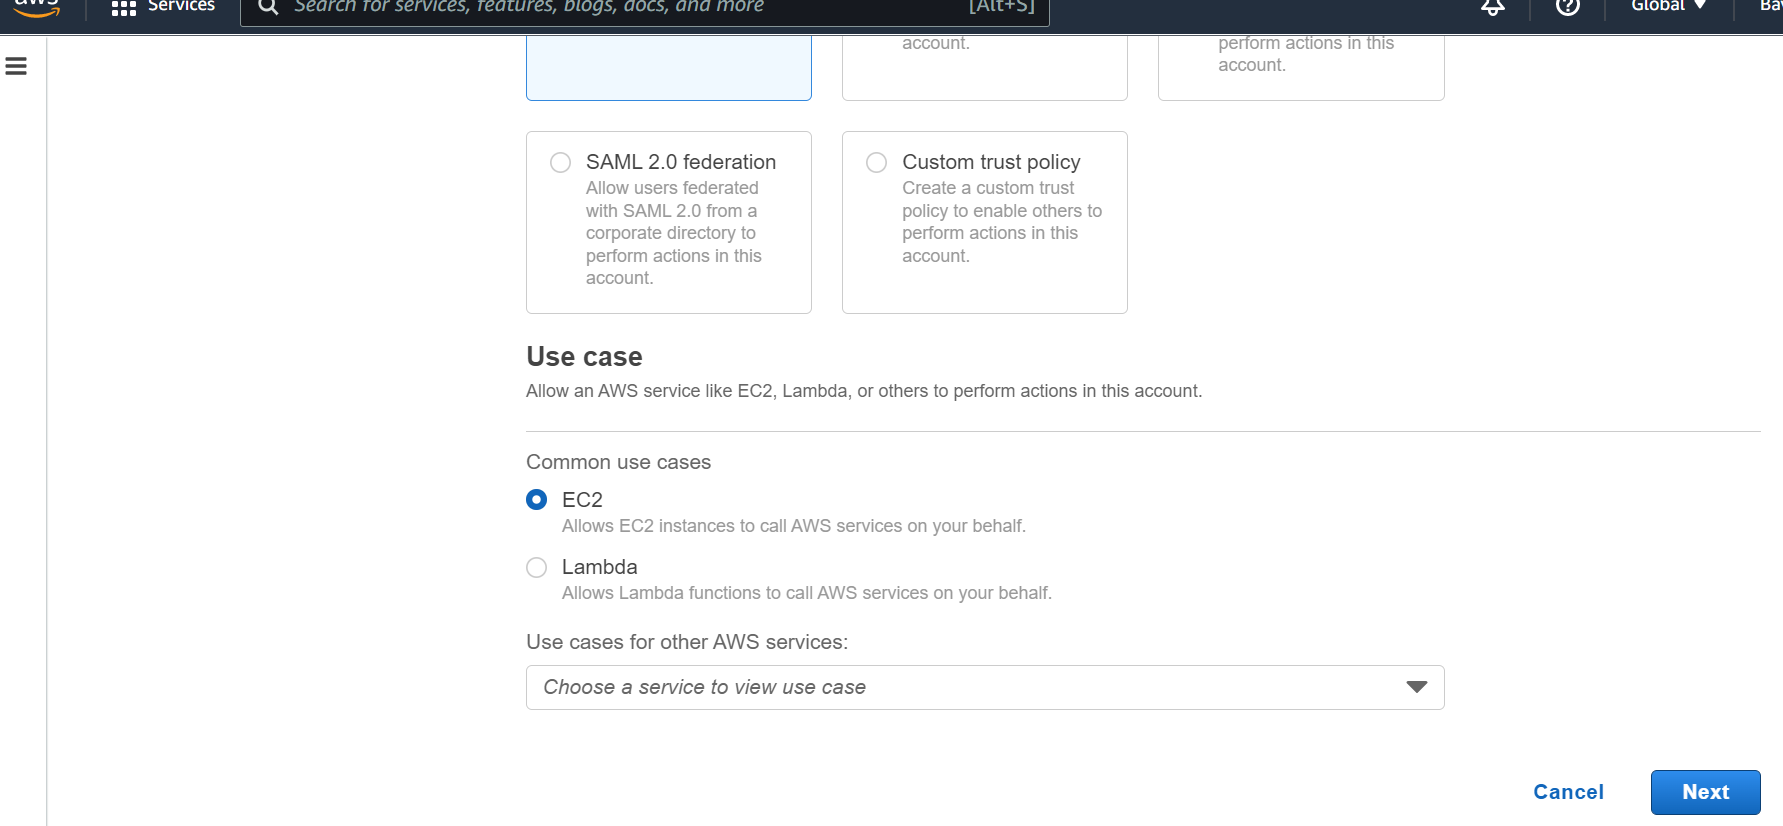 aws
Services
Search for services, features, blogs, docs, and more
[Alt+S]
Global
account.
perform actions in this
account.
SAML 2.0 federation
Allow users federated
with SAML 2.0 from a
corporate directory to
perform actions in this
account.
Custom trust policy
Create a custom trust
policy to enable others to
perform actions in this
account.
Use case
Allow an AWS service like EC2, Lambda, or others to perform actions in this account.
Common use cases
EC2
Allows EC2 instances to call AWS services on your behalf.
Lambda
Allows Lambda functions to call AWS services on your behalf.
Use cases for other AWS services:
Choose a service to view use case
Cancel
Next